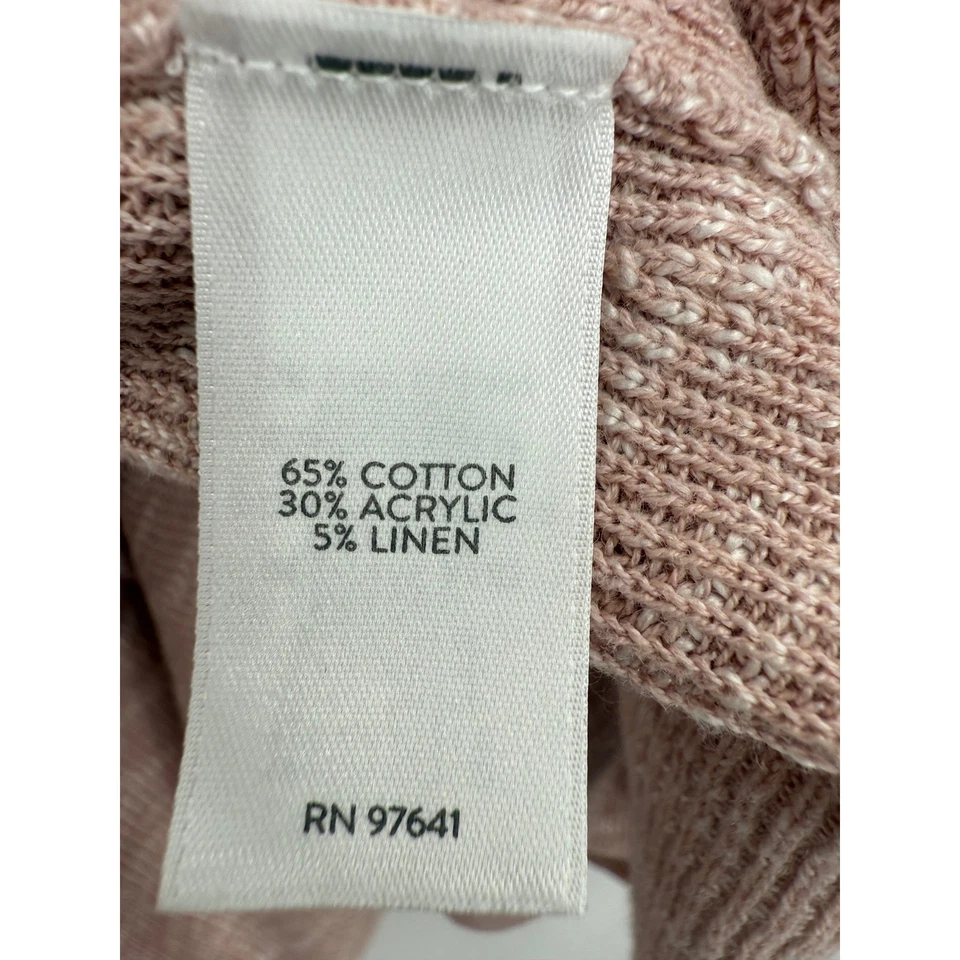 65% COTTON
30% ACRYLIC
5% LINEN
RN 97641